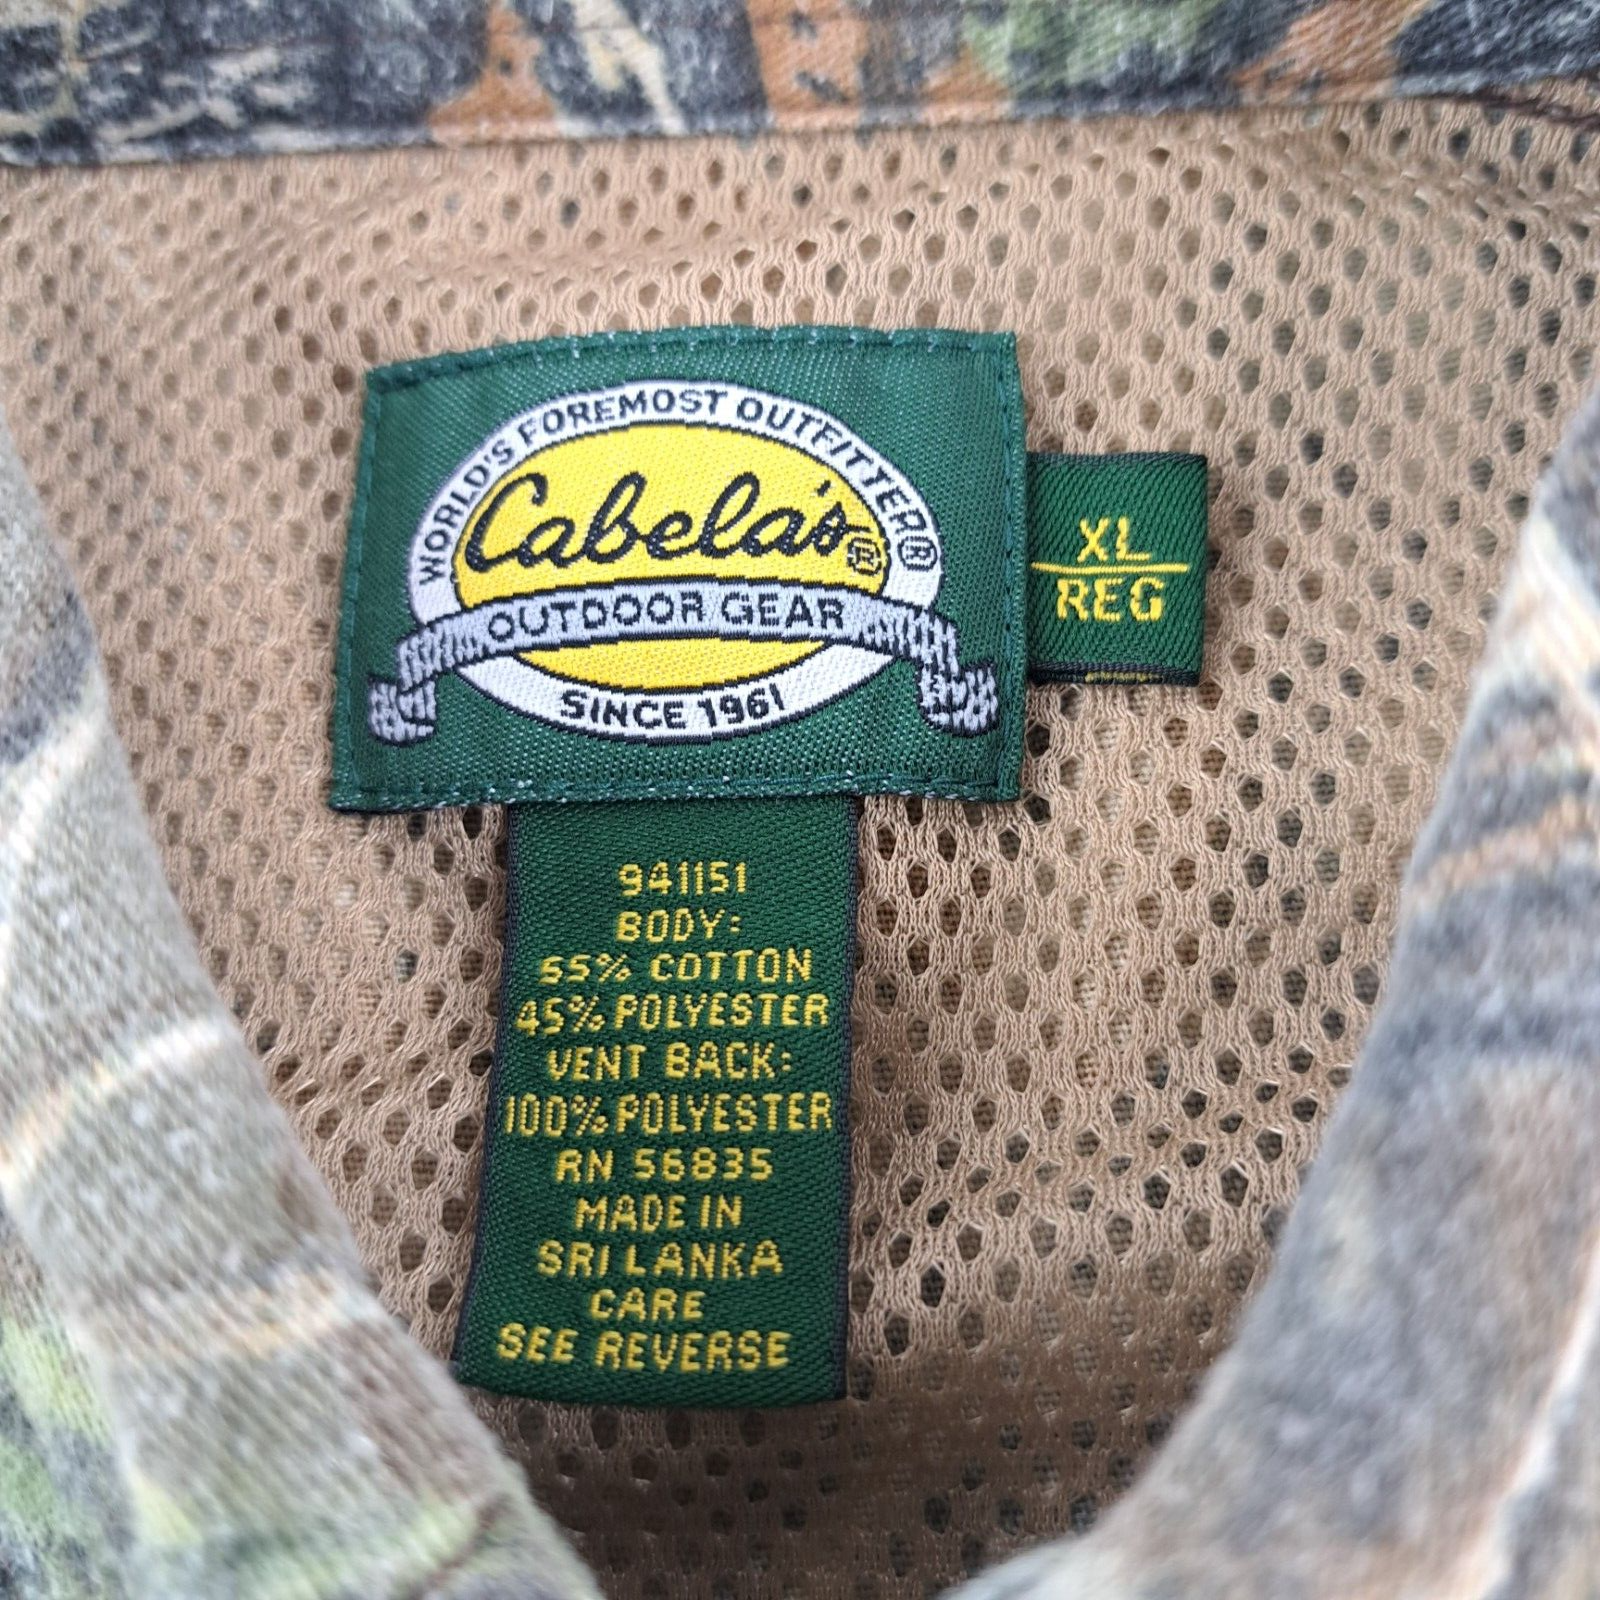 WORLD'S FOREMOST OUTFITTER®
Cabela's®
OUTDOOR GEAR
SINCE 1961
XL
REG
941151
BODY:
55% COTTON
45% POLYESTER
VENT BACK:
100% POLYESTER
RN 56835
MADE IN
SRI LANKA
CARE
SEE REVERSE